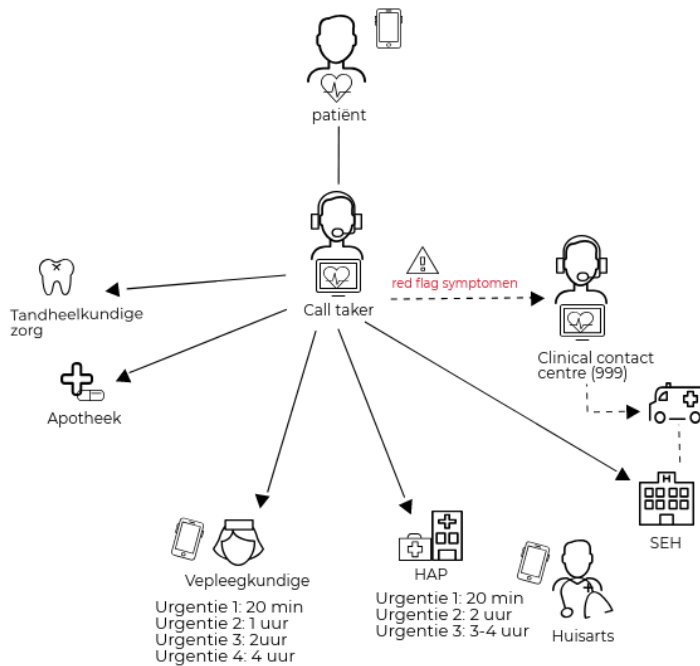 patiënt
Call taker
red flag symptomen
Clinical contact
centre (999)
Tandheelkundige
zorg
Apotheek
H
SEH
Vepleegkundige
Urgentie 1: 20 min
Urgentie 2: 1 uur
Urgentie 3: 2uur
Urgentie 4: 4 uur
HAP
Urgentie 1: 20 min
Urgentie 2: 2 uur
Urgentie 3: 3-4 uur
Huisarts